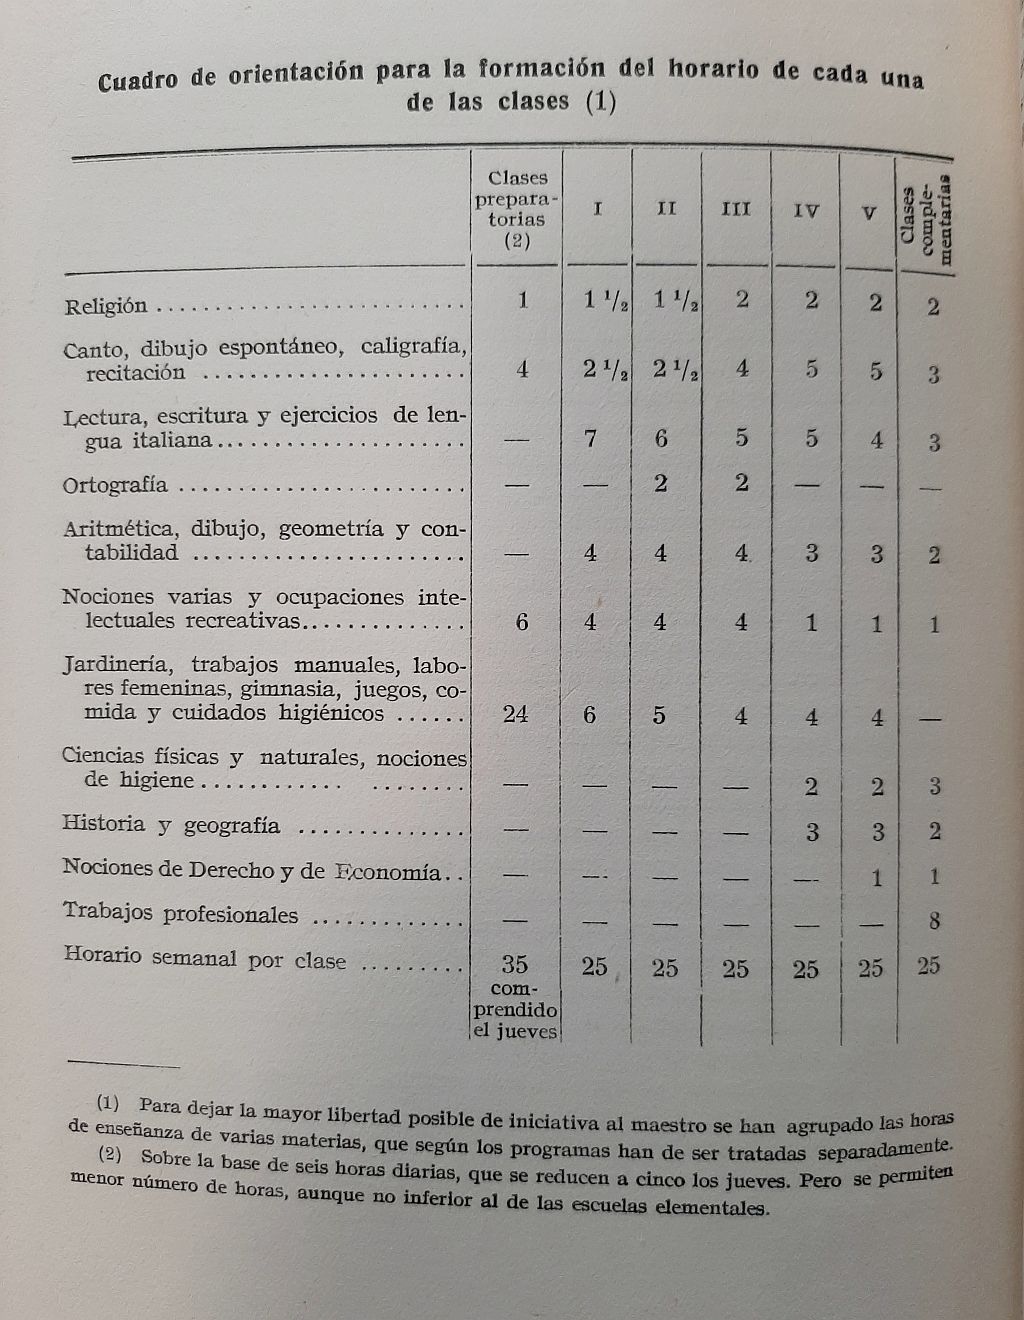 Cuadro de orientación para la formación del horario de cada una
de las clases (1)
Clases
prepara-
torias
(2)
I II III IV V
Clases
comple-
mentarias
Religión .......................... 1 1 1/2 1 1/2 2 2 2 2
Canto, dibujo espontáneo, caligrafía,
recitación ...................... 4 2 1/2 2 1/2 4 5 5 3
Lectura, escritura y ejercicios de len-
gua italiana..................... — 7 6 5 5 4 3
Ortografía ........................ — — 2 2 — — —
Aritmética, dibujo, geometría y con-
tabilidad ....................... — 4 4 4 3 3 2
Nociones varias y ocupaciones inte-
lectuales recreativas.............. 6 4 4 4 1 1 1
Jardinería, trabajos manuales, labo-
res femeninas, gimnasia, juegos, co-
mida y cuidados higiénicos ...... 24 6 5 4 4 4 —
Ciencias físicas y naturales, nociones
de higiene............ ........ — — — — 2 2 3
Historia y geografía .............. — — — — 3 3 2
Nociones de Derecho y de Economía.. — — — — — 1 1
Trabajos profesionales ............. — — — — — — 8
Horario semanal por clase ......... 35 25 25 25 25 25 25
com-
prendido
el jueves
(1) Para dejar la mayor libertad posible de iniciativa al maestro se han agrupado las horas
de enseñanza de varias materias, que según los programas han de ser tratadas separadamente.
(2) Sobre la base de seis horas diarias, que se reducen a cinco los jueves. Pero se permiten
menor número de horas, aunque no inferior al de las escuelas elementales.